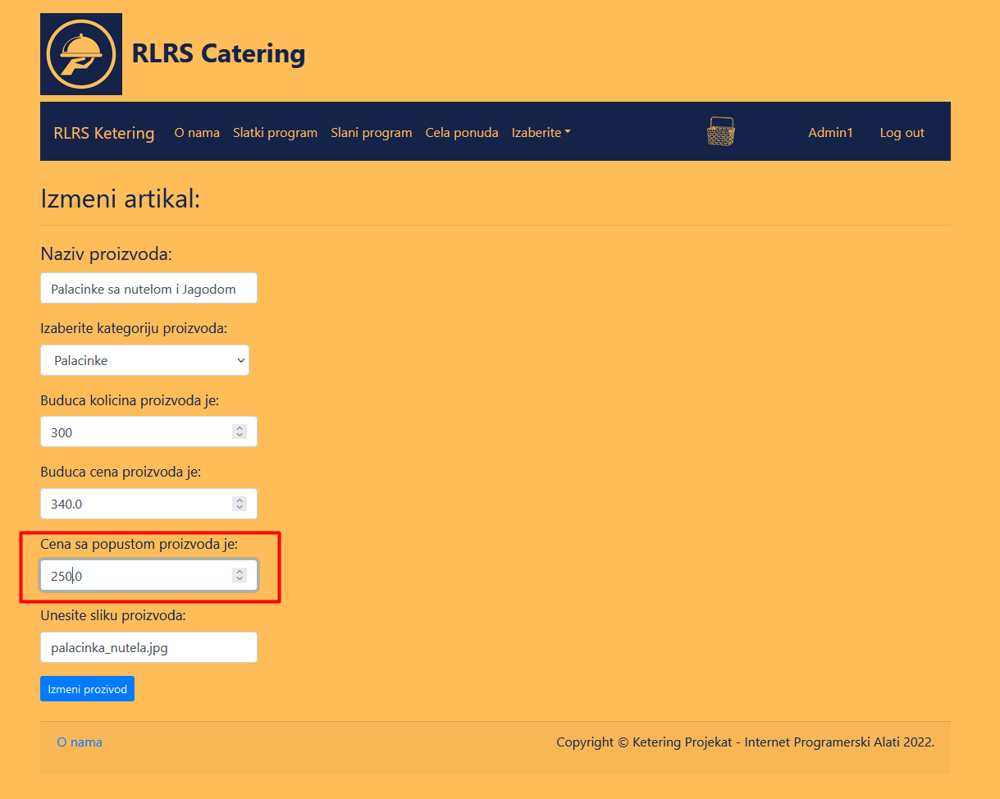 RLRS Catering
RLRS Ketering O nama Slatki program Slani program Cela ponuda Izaberite Admin1 Log out
Izmeni artikal:
Naziv proizvoda:
Palacinke sa nutelom i Jagodom
Izaberite kategoriju proizvoda:
Palacinke
Buduca kolicina proizvoda je:
300
Buduca cena proizvoda je:
340.0
Cena sa popustom proizvoda je:
250.0
Unesite sliku proizvoda:
palacinka_nutela.jpg
Izmeni prozivod
O nama Copyright © Ketering Projekat - Internet Programerski Alati 2022.